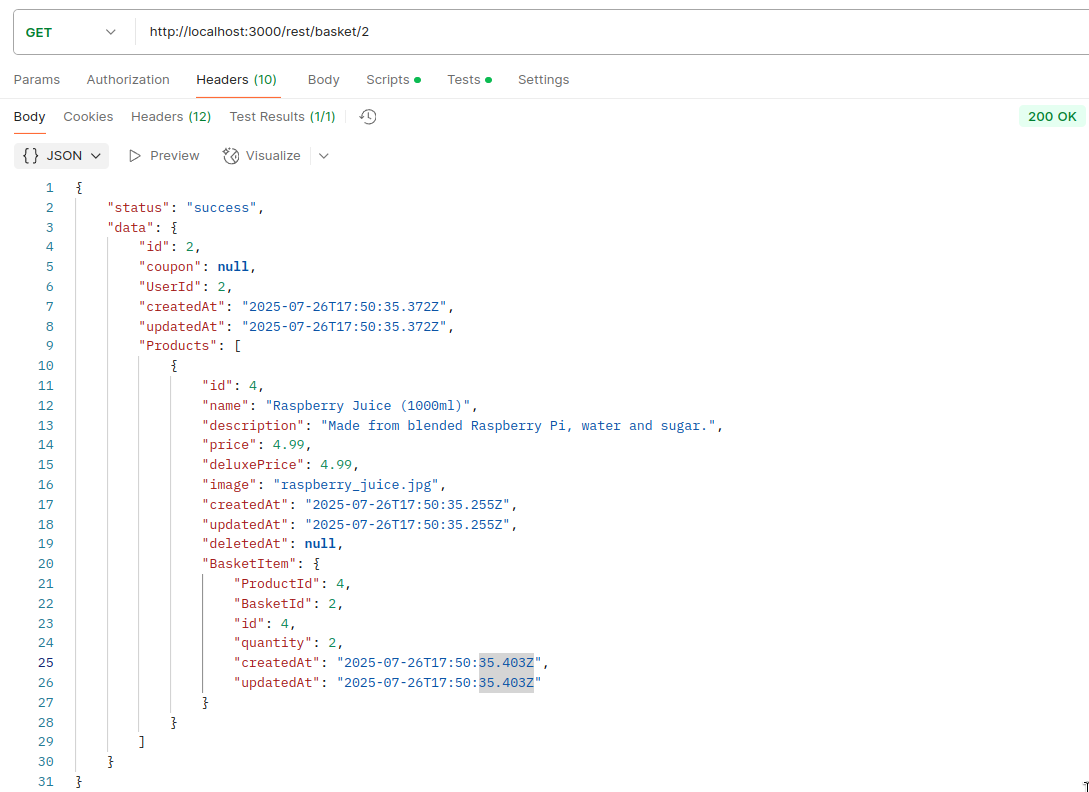 GET http://localhost:3000/rest/basket/2
Params Authorization Headers (10) Body Scripts Tests Settings
Body Cookies Headers (12) Test Results (1/1) 200 OK
{} JSON Preview Visualize
1 {
2 "status": "success",
3 "data": {
4 "id": 2,
5 "coupon": null,
6 "UserId": 2,
7 "createdAt": "2025-07-26T17:50:35.372Z",
8 "updatedAt": "2025-07-26T17:50:35.372Z",
9 "Products": [
10 {
11 "id": 4,
12 "name": "Raspberry Juice (1000ml)",
13 "description": "Made from blended Raspberry Pi, water and sugar.",
14 "price": 4.99,
15 "deluxePrice": 4.99,
16 "image": "raspberry_juice.jpg",
17 "createdAt": "2025-07-26T17:50:35.255Z",
18 "updatedAt": "2025-07-26T17:50:35.255Z",
19 "deletedAt": null,
20 "BasketItem": {
21 "ProductId": 4,
22 "BasketId": 2,
23 "id": 4,
24 "quantity": 2,
25 "createdAt": "2025-07-26T17:50:35.403Z",
26 "updatedAt": "2025-07-26T17:50:35.403Z"
27 }
28 }
29 ]
30 }
31 }